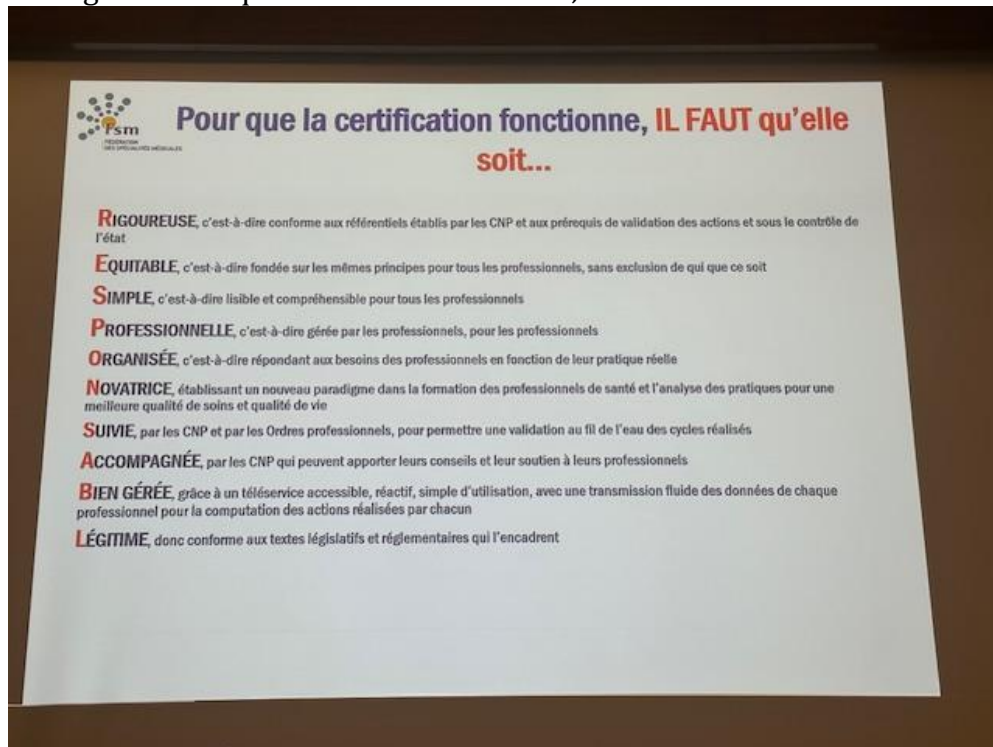 fsm
FÉDÉRATION
DES SPÉCIALITÉS MÉDICALES
Pour que la certification fonctionne, IL FAUT qu'elle
soit...
RIGOUREUSE, c'est-à-dire conforme aux référentiels établis par les CNP et aux prérequis de validation des actions et sous le contrôle de
l'état
EQUITABLE, c'est-à-dire fondée sur les mêmes principes pour tous les professionnels, sans exclusion de qui que ce soit
SIMPLE, c'est-à-dire lisible et compréhensible pour tous les professionnels
PROFESSIONNELLE, c'est-à-dire gérée par les professionnels, pour les professionnels
ORGANISÉE, c'est-à-dire répondant aux besoins des professionnels en fonction de leur pratique réelle
NOVATRICE, établissant un nouveau paradigme dans la formation des professionnels de santé et l'analyse des pratiques pour une
meilleure qualité de soins et qualité de vie
SUIVIE, par les CNP et par les Ordres professionnels, pour permettre une validation au fil de l'eau des cycles réalisés
ACCOMPAGNÉE, par les CNP qui peuvent apporter leurs conseils et leur soutien à leurs professionnels
BIEN GÉRÉE, grâce à un téléservice accessible, réactif, simple d'utilisation, avec une transmission fluide des données de chaque
professionnel pour la computation des actions réalisées par chacun
LÉGITIME, donc conforme aux textes législatifs et réglementaires qui l'encadrent